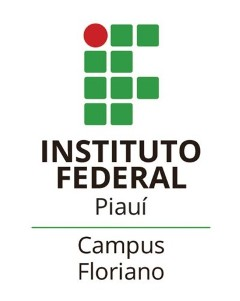 INSTITUTO
FEDERAL
Piauí
Campus
Floriano